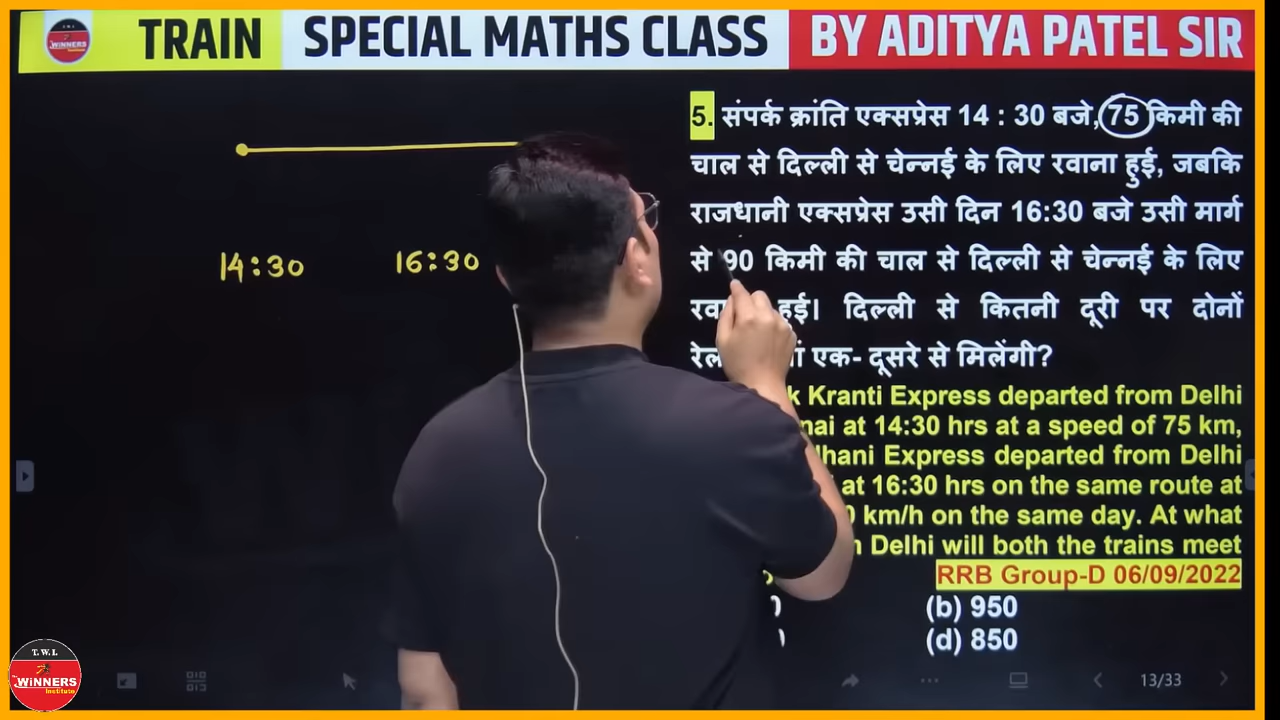 TRAIN SPECIAL MATHS CLASS BY ADITYA PATEL SIR
WiNNERS
5. संपर्क क्रांति एक्सप्रेस 14 : 30 बजे, 75 किमी की
चाल से दिल्ली से चेन्नई के लिए रवाना हुई, जबकि
राजधानी एक्सप्रेस उसी दिन 16:30 बजे उसी मार्ग
से 90 किमी की चाल से दिल्ली से चेन्नई के लिए
हुई। दिल्ली से कितनी दूरी पर दोनों
एक- दूसरे से मिलेंगी?
14:30 16:30
Kranti Express departed from Delhi
at 14:30 hrs at a speed of 75 km,
Express departed from Delhi
at 16:30 hrs on the same route at
km/h on the same day. At what
Delhi will both the trains meet
RRB Group-D 06/09/2022
(b) 950
(d) 850
T.W.I.
WiNNERS
Institute
13/33